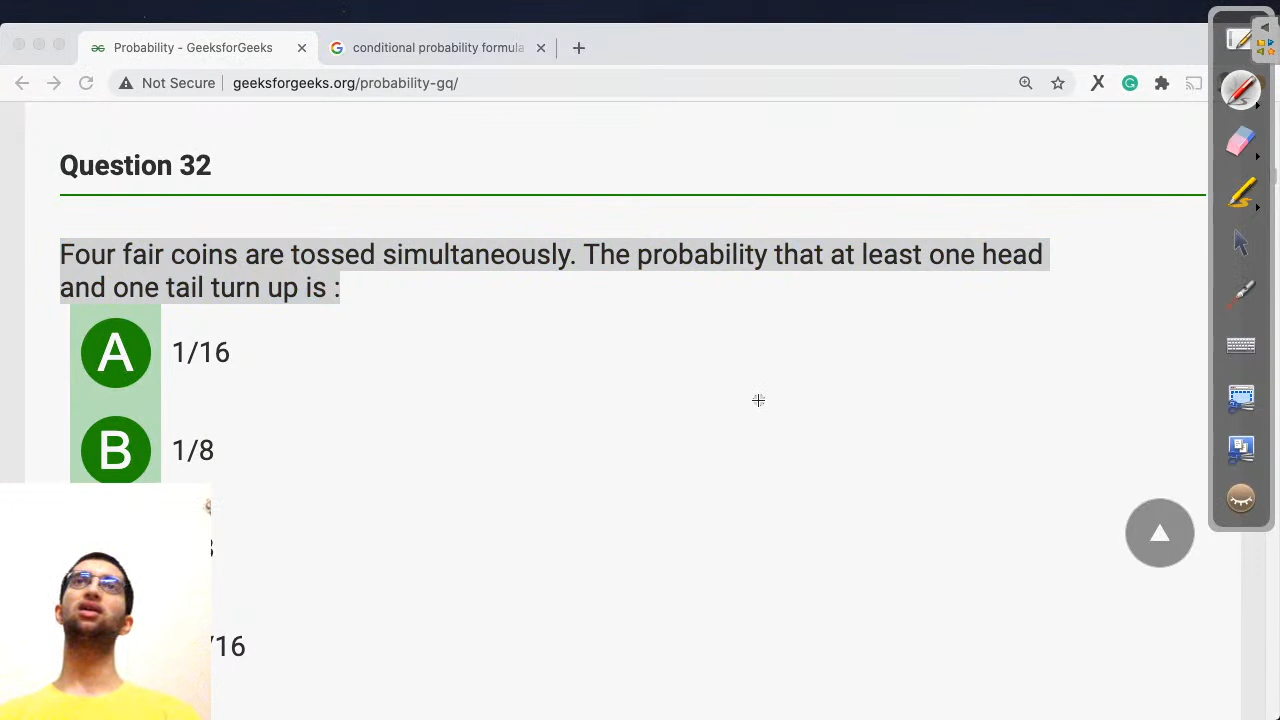 Probability - GeeksforGeeks
conditional probability formula
Not Secure
geeksforgeeks.org/probability-gq/
Question 32
Four fair coins are tossed simultaneously. The probability that at least one head
and one tail turn up is :
A 1/16
B 1/8
/16